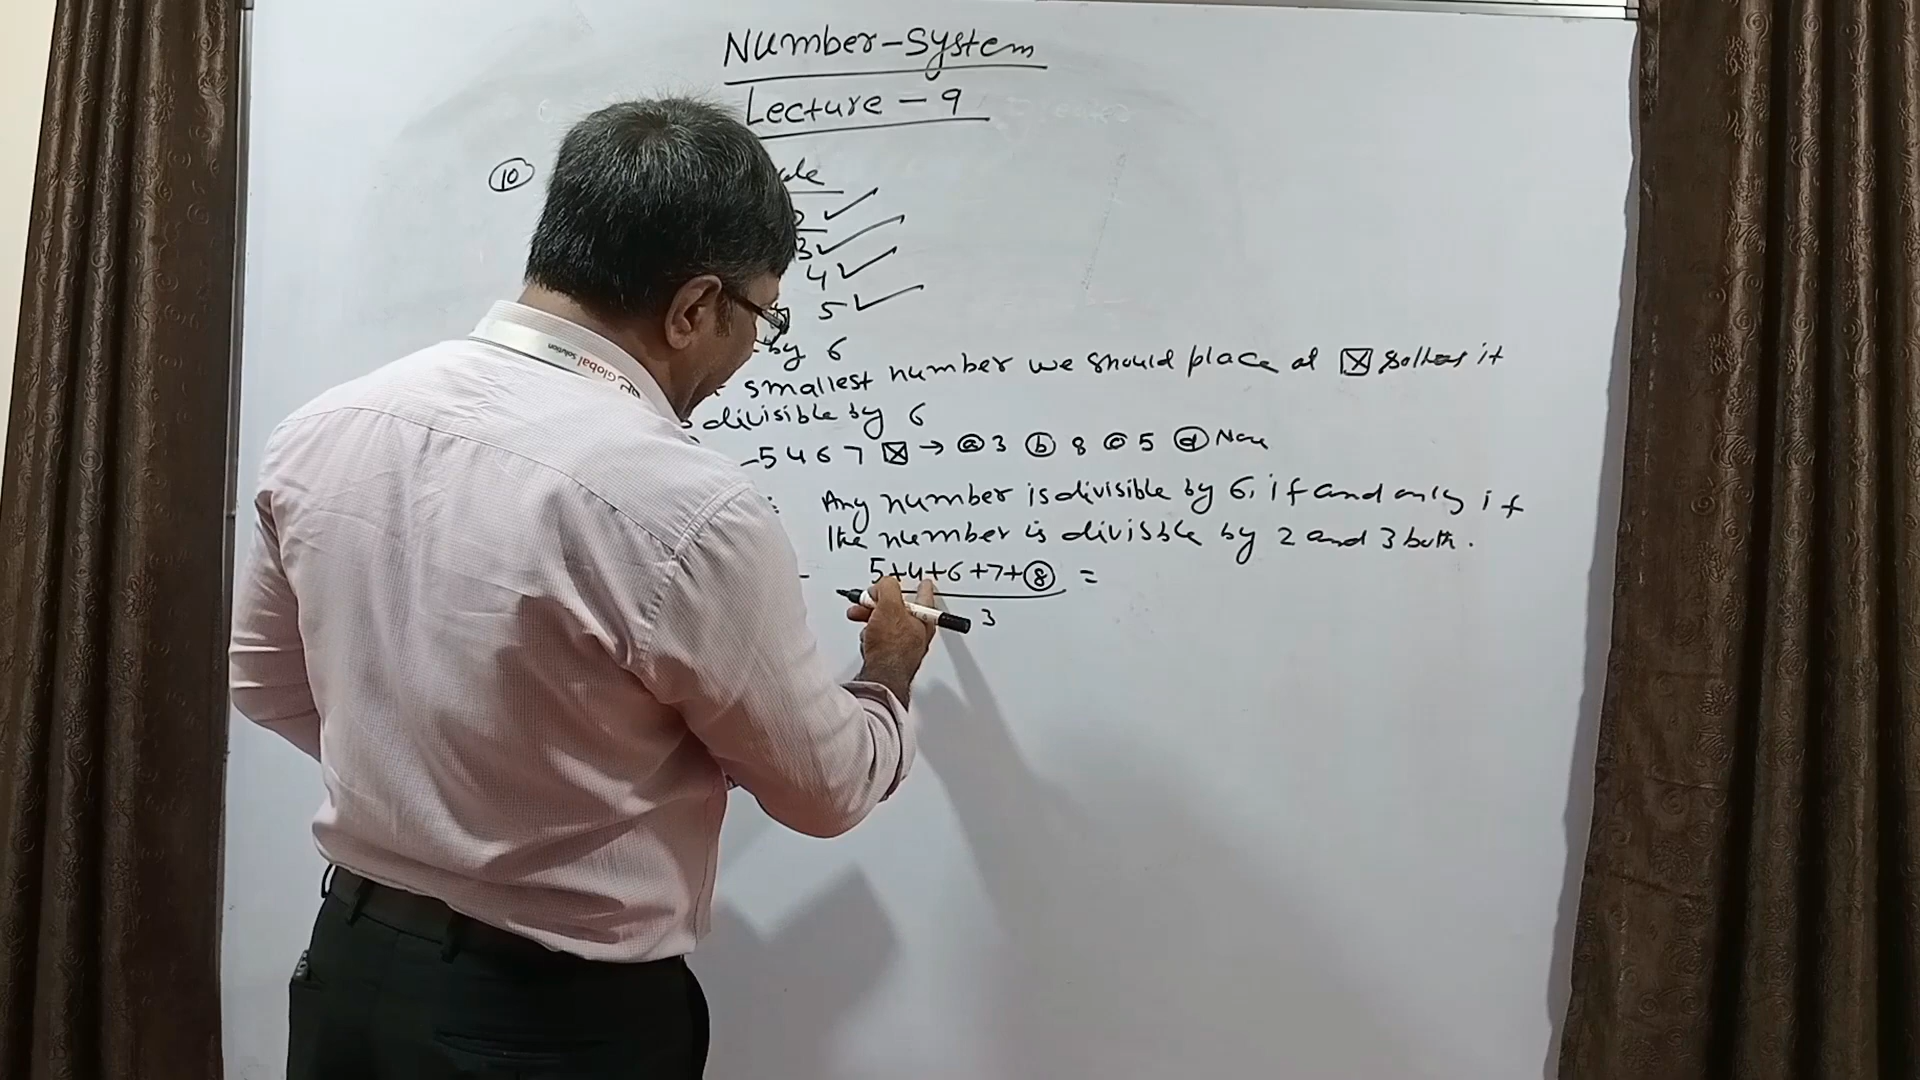 Number-System
Lecture - 9
10
2 ✓
3 ✓
4 ✓
5 ✓
by 6
smallest number we should place at ☒ so that it
divisible by 6
5 4 6 7 ☒ → ⓐ 3 ⓑ 8 ⓒ 5 ⓓ None
: Any number is divisible by 6, if and only if
the number is divisble by 2 and 3 both.
5+4+6+7+⑧ =
3
Global Solution